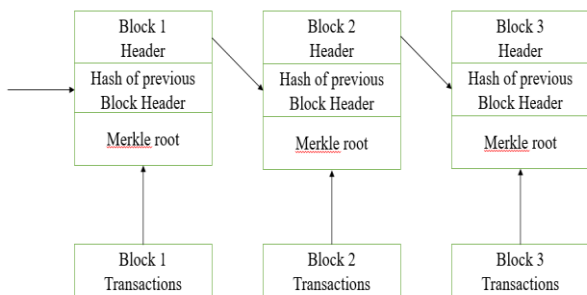 Block 1
Header
Hash of previous
Block Header
Merkle root
Block 2
Header
Hash of previous
Block Header
Merkle root
Block 3
Header
Hash of previous
Block Header
Merkle root
Block 1
Transactions
Block 2
Transactions
Block 3
Transactions